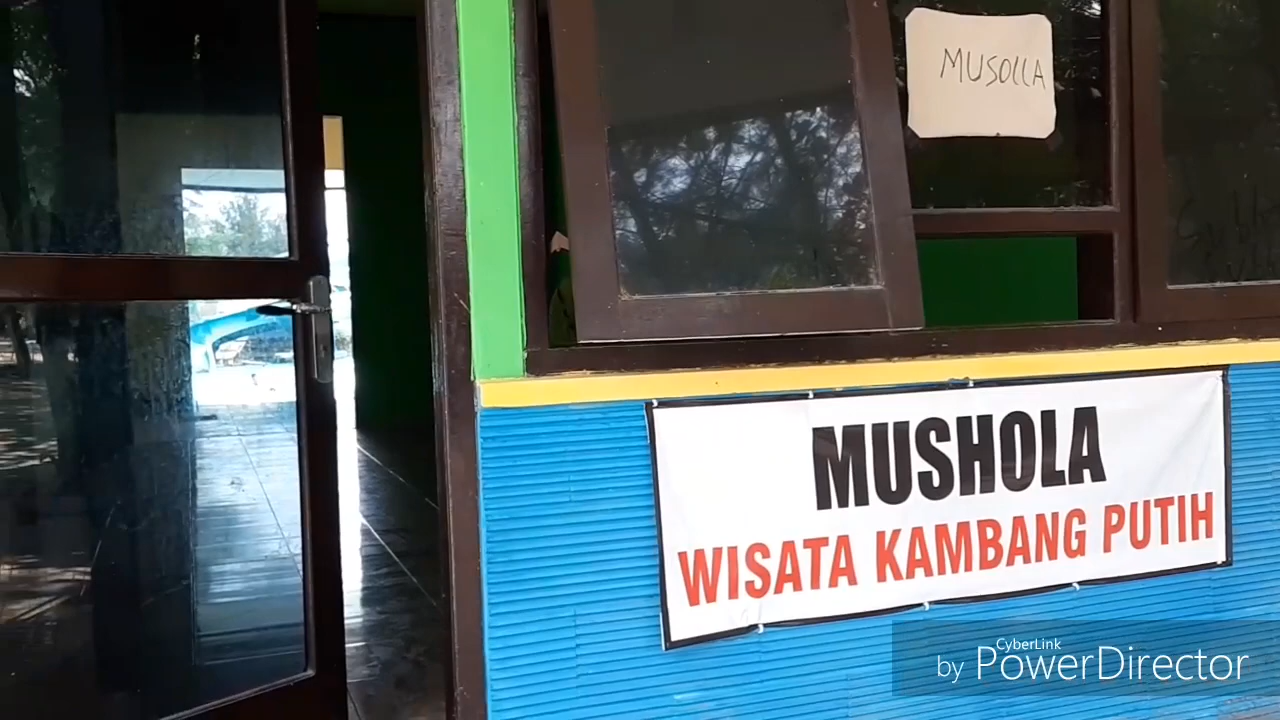 MUSOLLA
MUSHOLA
WISATA KAMBANG PUTIH
CyberLink
by PowerDirector